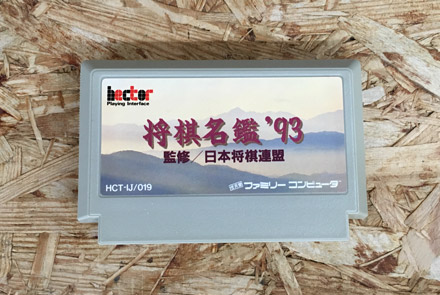 hector
Playing Interface
将棋名鑑'93
監修／日本将棋連盟
HCT-IJ/019
ファミリー コンピュータ